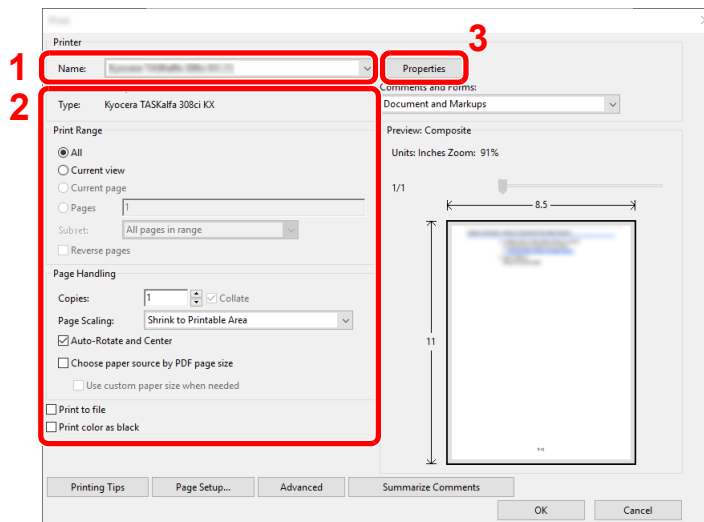 3
Printer
1
Name:
Properties
2
Comments and Forms:
Type: Kyocera TASKalfa 308ci KX
Document and Markups
Print Range
Preview: Composite
All
Units: Inches Zoom: 91%
Current view
Current page
1/1
Pages 1
8.5
Subset: All pages in range
Reverse pages
Page Handling
Copies: 1 Collate
Page Scaling: Shrink to Printable Area
Auto-Rotate and Center
11
Choose paper source by PDF page size
Use custom paper size when needed
Print to file
Print color as black
Printing Tips Page Setup... Advanced Summarize Comments
OK Cancel